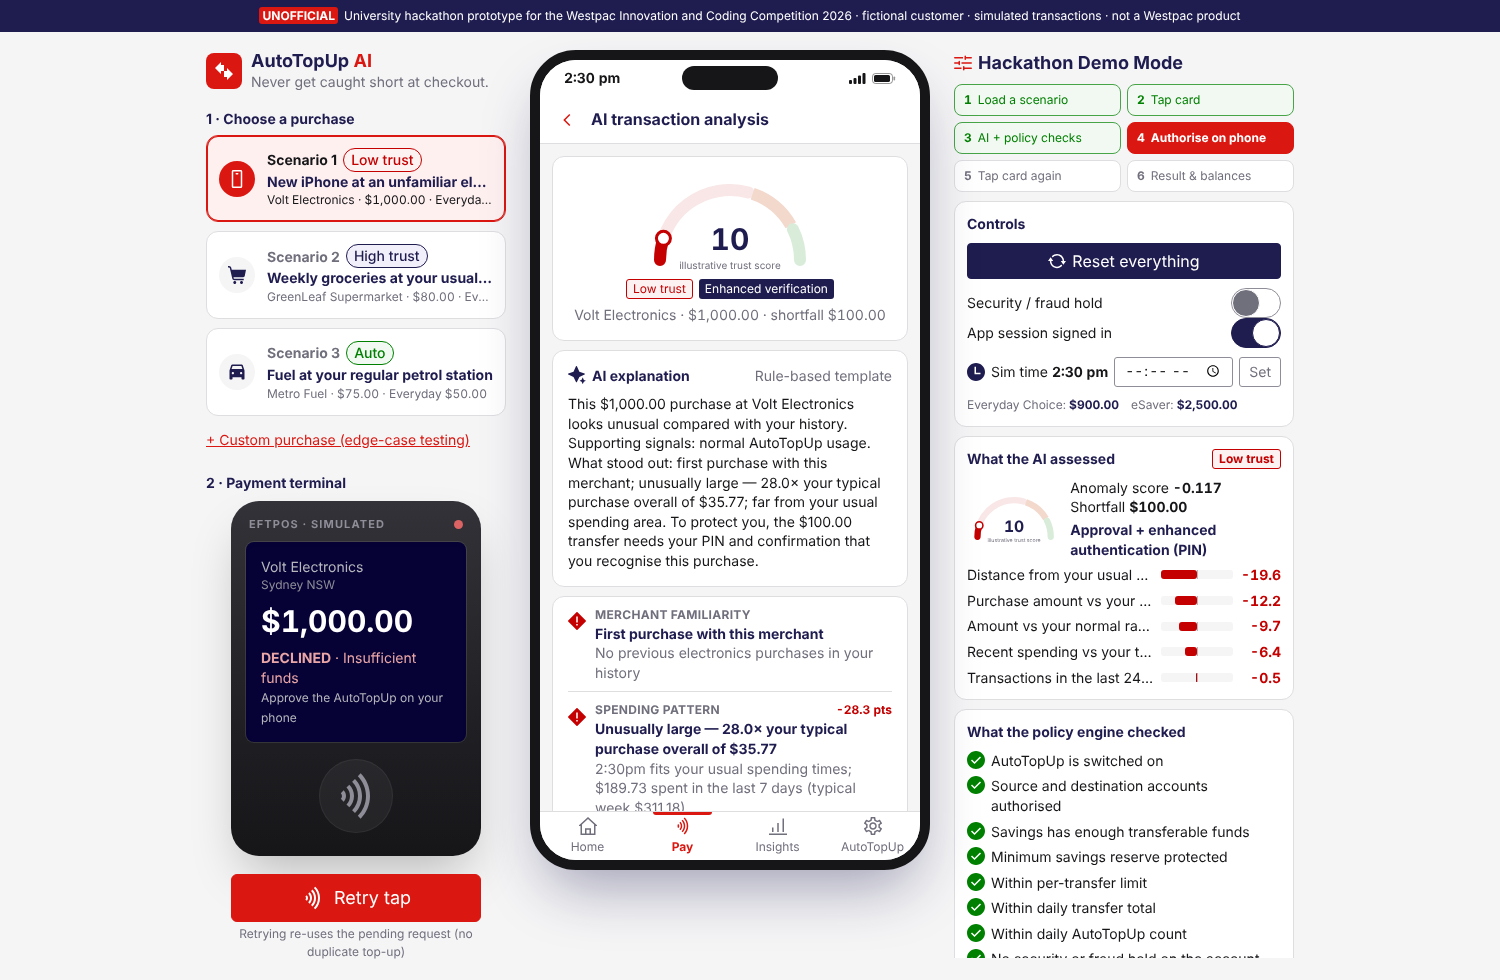 UNOFFICIAL University hackathon prototype for the Westpac Innovation and Coding Competition 2026 · fictional customer · simulated transactions · not a Westpac product
AutoTopUp AI
Never get caught short at checkout.
1 · Choose a purchase
Scenario 1 Low trust
New iPhone at an unfamiliar el...
Volt Electronics · $1,000.00 · Everyda...
Scenario 2 High trust
Weekly groceries at your usual...
GreenLeaf Supermarket · $80.00 · Ev...
Scenario 3 Auto
Fuel at your regular petrol station
Metro Fuel · $75.00 · Everyday $50.00
+ Custom purchase (edge-case testing)
2 · Payment terminal
EFTPOS · SIMULATED
Volt Electronics
Sydney NSW
$1,000.00
DECLINED · Insufficient
funds
Approve the AutoTopUp on your
phone
Retry tap
Retrying re-uses the pending request (no
duplicate top-up)
2:30 pm
AI transaction analysis
10
illustrative trust score
Low trust Enhanced verification
Volt Electronics · $1,000.00 · shortfall $100.00
AI explanation Rule-based template
This $1,000.00 purchase at Volt Electronics
looks unusual compared with your history.
Supporting signals: normal AutoTopUp usage.
What stood out: first purchase with this
merchant; unusually large — 28.0× your typical
purchase overall of $35.77; far from your usual
spending area. To protect you, the $100.00
transfer needs your PIN and confirmation that
you recognise this purchase.
MERCHANT FAMILIARITY
First purchase with this merchant
No previous electronics purchases in your
history
SPENDING PATTERN -28.3 pts
Unusually large — 28.0× your typical
purchase overall of $35.77
2:30pm fits your usual spending times;
$189.73 spent in the last 7 days (typical
week $311.18)
Home Pay Insights AutoTopUp
Hackathon Demo Mode
1 Load a scenario
2 Tap card
3 AI + policy checks
4 Authorise on phone
5 Tap card again
6 Result & balances
Controls
Reset everything
Security / fraud hold
App session signed in
Sim time 2:30 pm --:-- -- Set
Everyday Choice: $900.00 eSaver: $2,500.00
What the AI assessed Low trust
10
illustrative trust score
Anomaly score -0.117
Shortfall $100.00
Approval + enhanced
authentication (PIN)
Distance from your usual ... -19.6
Purchase amount vs your ... -12.2
Amount vs your normal ra... -9.7
Recent spending vs your t... -6.4
Transactions in the last 24... -0.5
What the policy engine checked
AutoTopUp is switched on
Source and destination accounts
authorised
Savings has enough transferable funds
Minimum savings reserve protected
Within per-transfer limit
Within daily transfer total
Within daily AutoTopUp count
No security or fraud hold on the account